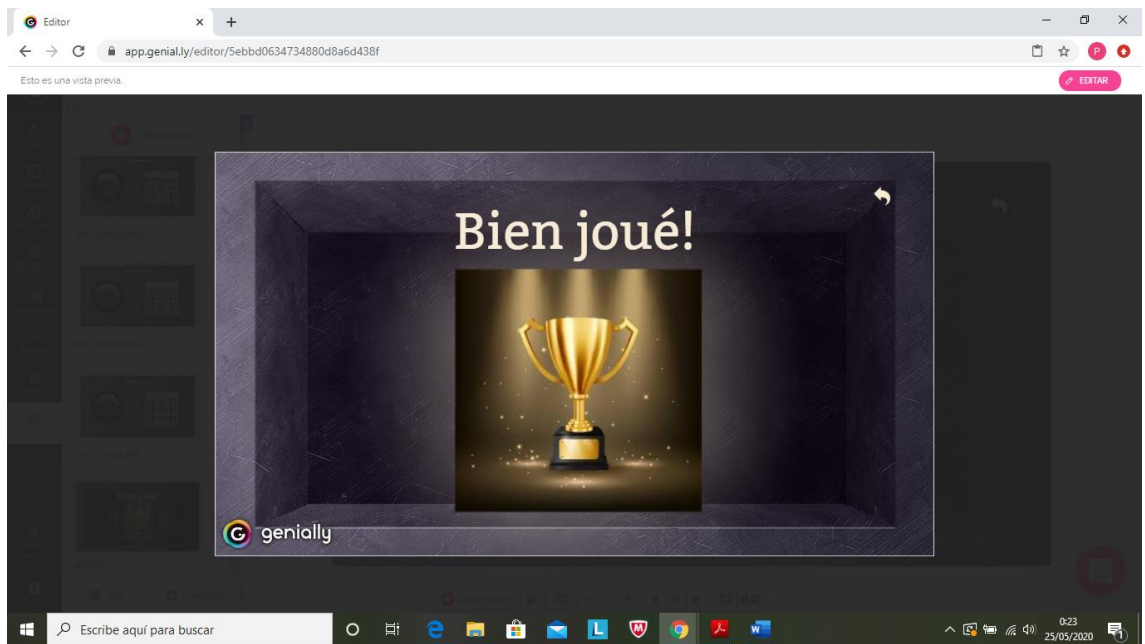 Editor
app.genial.ly/editor/5ebbd0634734880d8a6d438f
P
Esto es una vista previa.
EDITAR
Bien joué!
G genially
Escribe aquí para buscar
0:23
25/05/2020